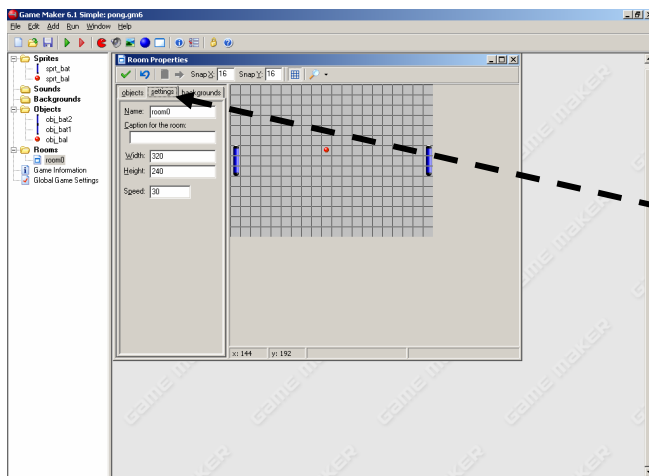 Game Maker 6.1 Simple: pong.gm6
File Edit Add Run Window Help
Sprites
sprt_bat
sprt_bal
Sounds
Backgrounds
Objects
obj_bat2
obj_bat1
obj_bal
Rooms
room0
Game Information
Global Game Settings
Room Properties
Snap X: 16 Snap Y: 16
objects settings backgrounds
Name: room0
Caption for the room:
Width: 320
Height: 240
Speed: 30
x: 144 y: 192
GAME MAKER
GAME MAKER
GAME MAKER
GAME MAKER
GAME MAKER